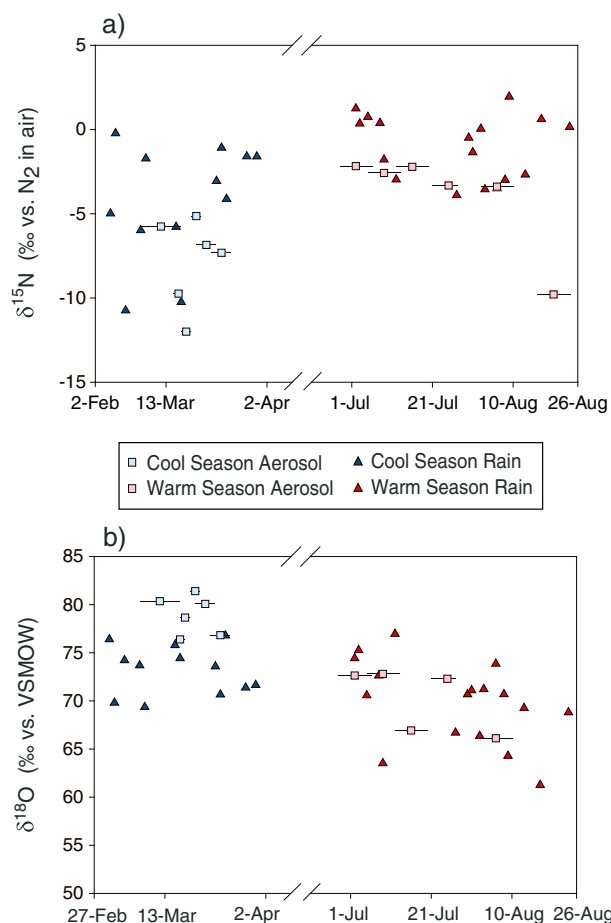 a)
5
0
-5
-10
-15
δ¹⁵N (‰ vs. N₂ in air)
2-Feb 13-Mar 2-Apr 1-Jul 21-Jul 10-Aug 26-Aug
Cool Season Aerosol Cool Season Rain
Warm Season Aerosol Warm Season Rain
b)
85
80
75
70
65
60
55
50
δ¹⁸O (‰ vs. VSMOW)
27-Feb 13-Mar 2-Apr 1-Jul 21-Jul 10-Aug 26-Aug